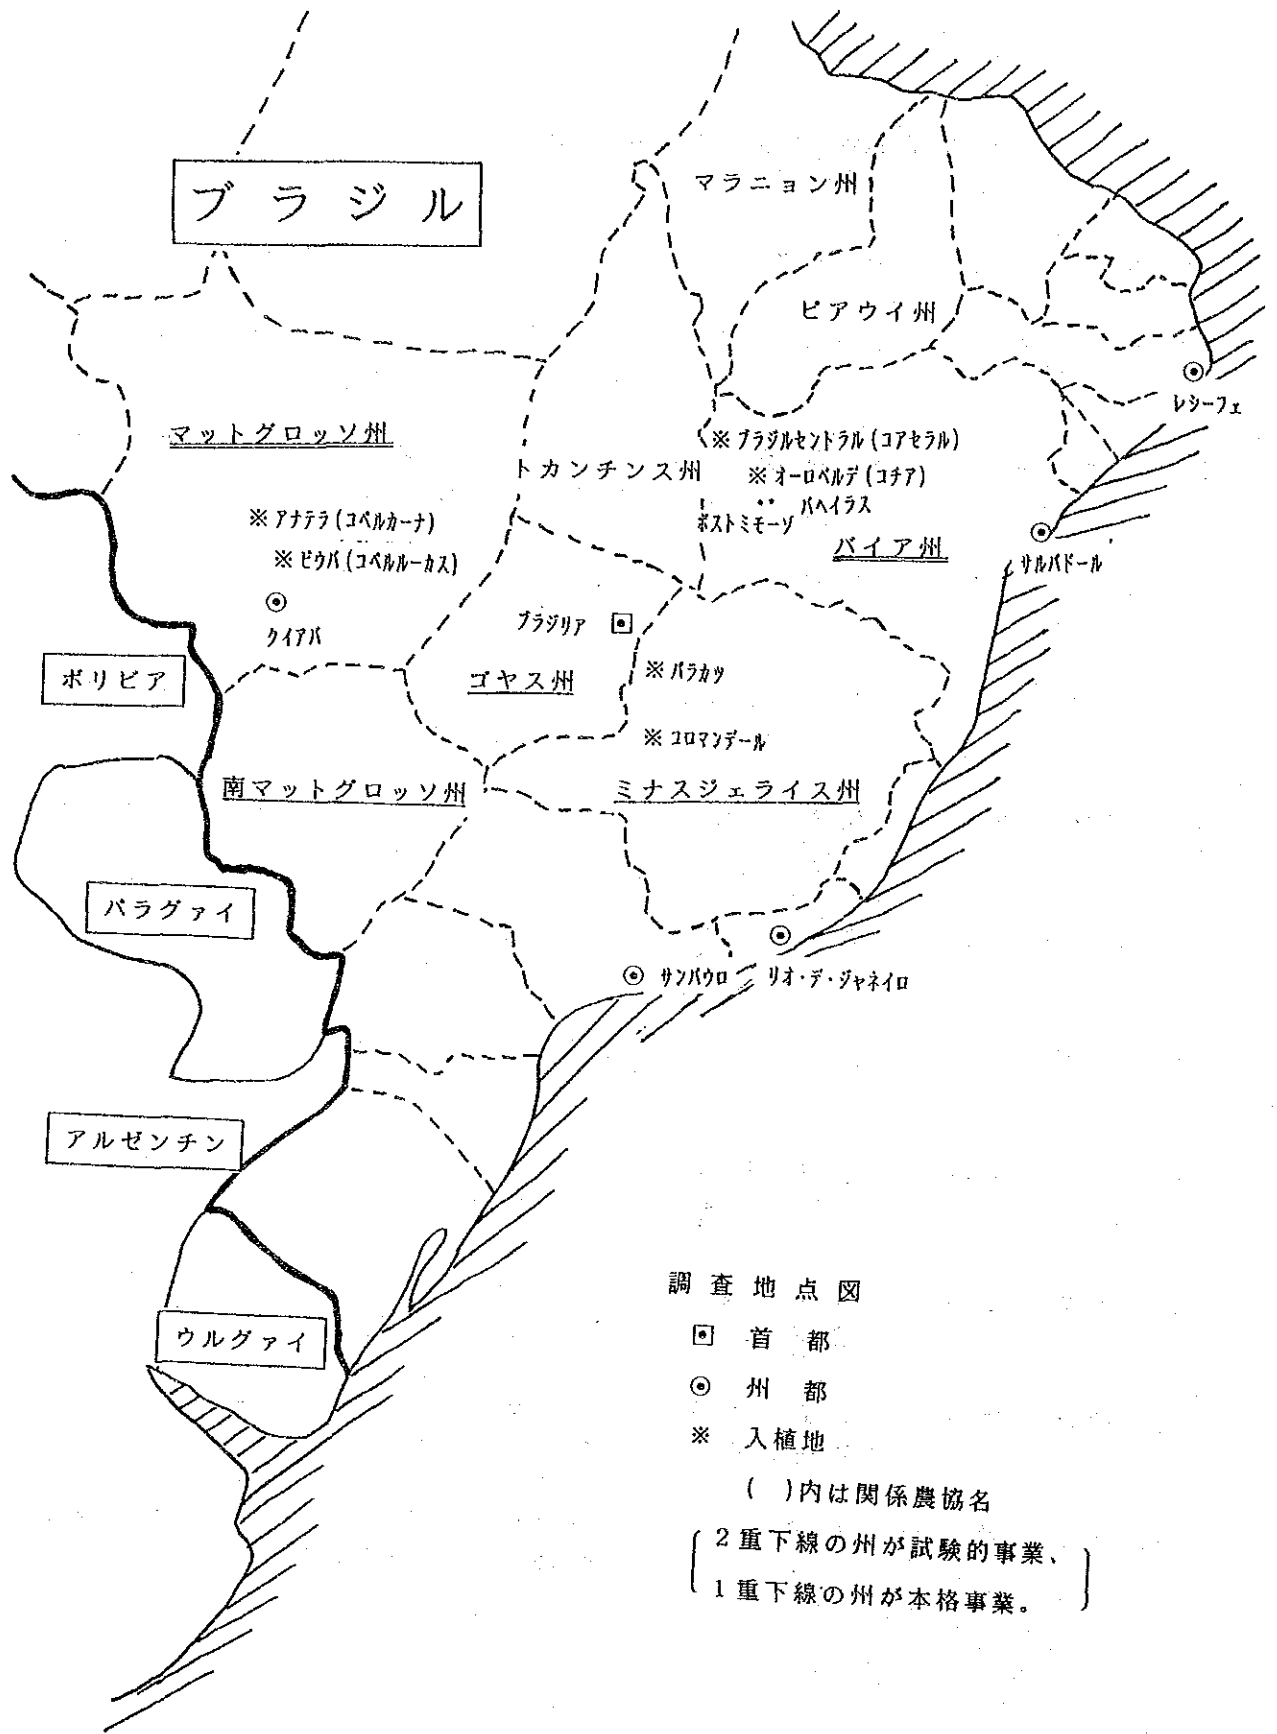 ブラジル
マラニョン州
ピアウイ州
レシーフェ
マットグロッソ州
※ ブラジルセントラル(コアセラル)
トカンチンス州
※ オーロベルデ(コチア)
バヘイラス
ポストミモーゾ
※ アナテラ(コペルカーナ)
バイア州
※ ピウバ(コペルルーカス)
サルバドール
クイアバ
ブラジリア
ボリビア
ゴヤス州
※ パラカツ
※ コロマンデール
南マットグロッソ州
ミナスジェライス州
パラグァイ
サンパウロ
リオ・デ・ジャネイロ
アルゼンチン
ウルグァイ
調査地点図
首都
州都
※ 入植地
( )内は関係農協名
2重下線の州が試験的事業、
1重下線の州が本格事業。